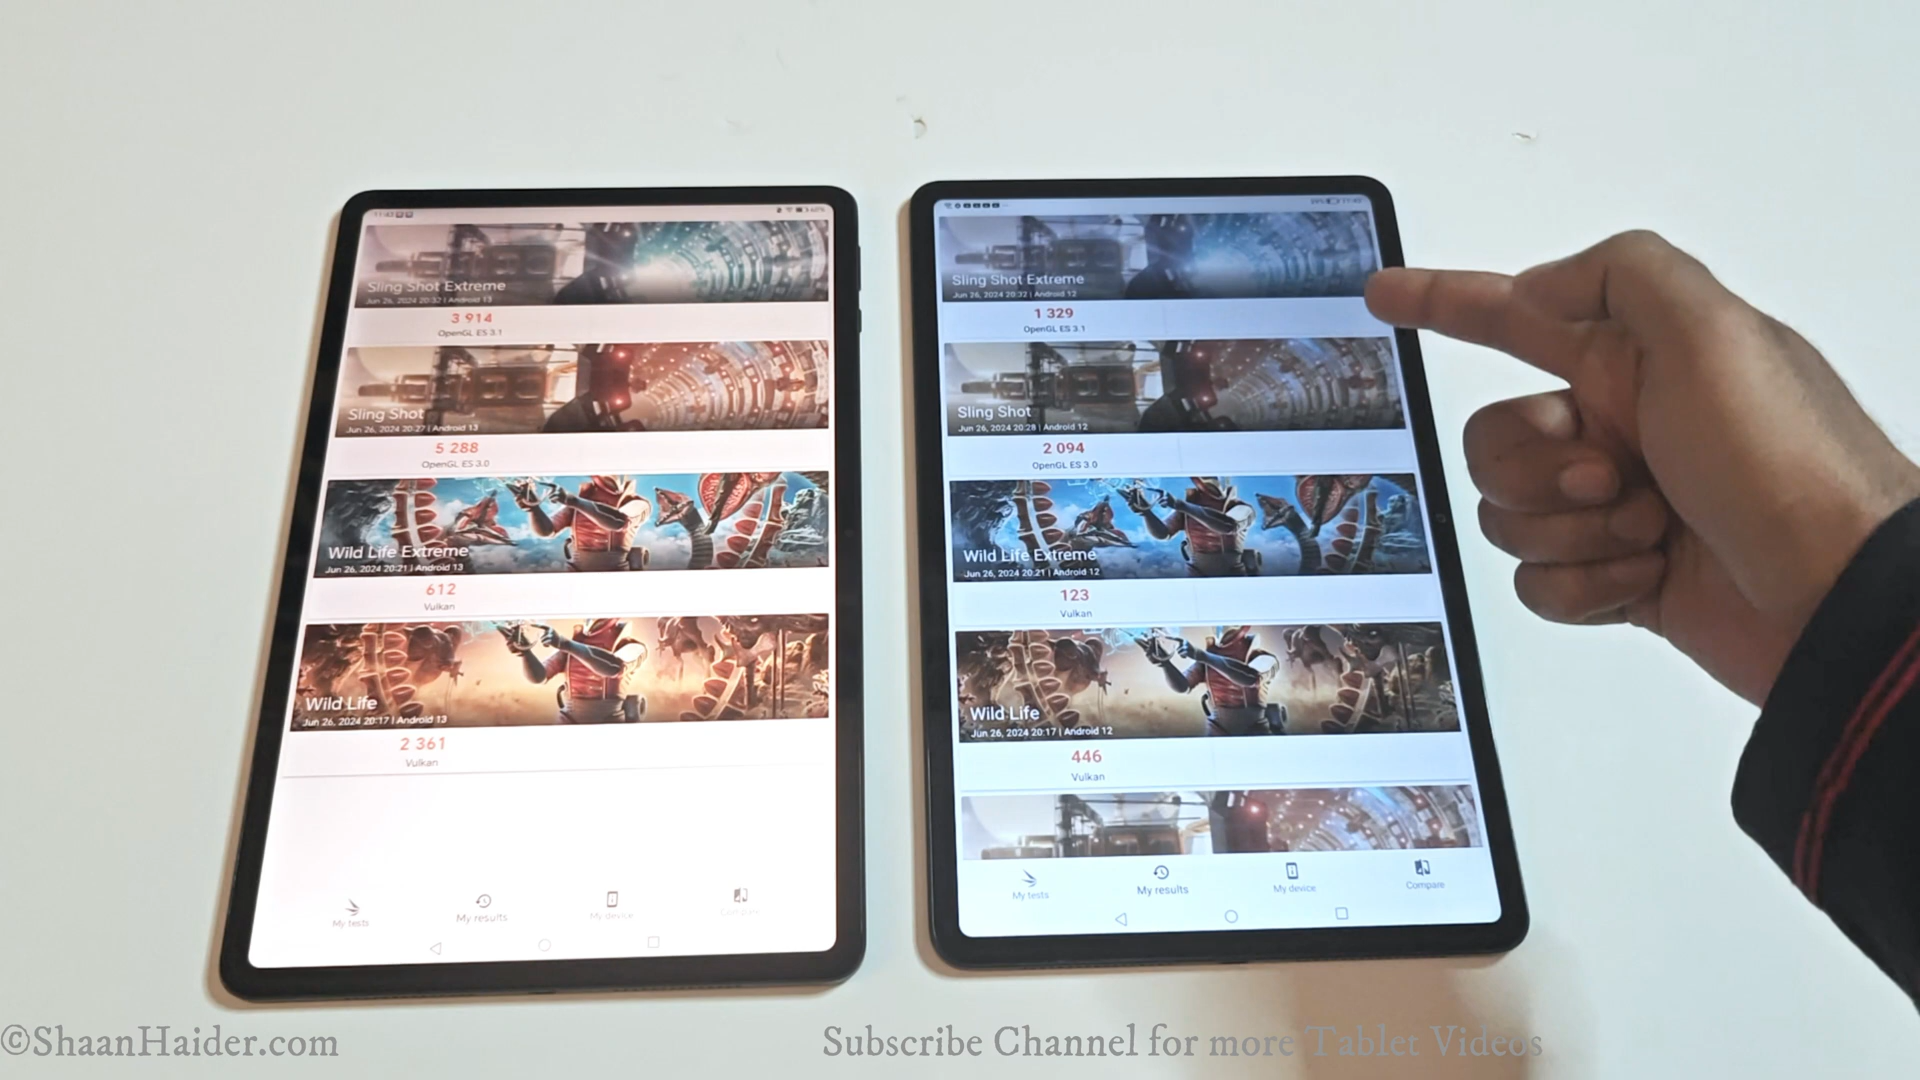 11:43
60%
Sling Shot Extreme
Jun 26, 2024 20:32 | Android 13
3 914
OpenGL ES 3.1
Sling Shot
Jun 26, 2024 20:27 | Android 13
5 288
OpenGL ES 3.0
Wild Life Extreme
Jun 26, 2024 20:21 | Android 13
612
Vulkan
Wild Life
Jun 26, 2024 20:17 | Android 13
2 361
Vulkan
My tests
My results
My device
Compare
Sling Shot Extreme
Jun 26, 2024 20:32 | Android 12
1 329
OpenGL ES 3.1
Sling Shot
Jun 26, 2024 20:28 | Android 12
2 094
OpenGL ES 3.0
Wild Life Extreme
Jun 26, 2024 20:21 | Android 12
123
Vulkan
Wild Life
Jun 26, 2024 20:17 | Android 12
446
Vulkan
My tests
My results
My device
Compare
©ShaanHaider.com
Subscribe Channel for more Tablet Videos